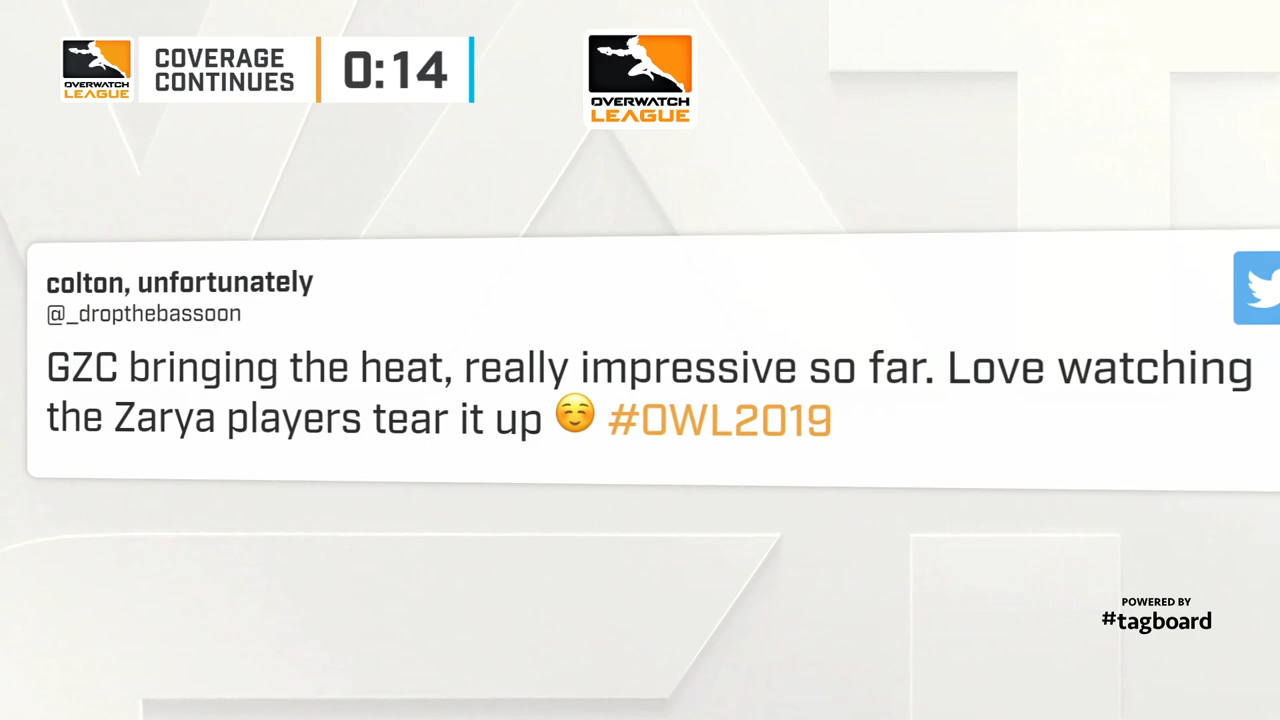 OVERWATCH
LEAGUE
COVERAGE
CONTINUES
0:14
OVERWATCH
LEAGUE
colton, unfortunately
@_dropthebassoon
GZC bringing the heat, really impressive so far. Love watching
the Zarya players tear it up ☺️ #OWL2019
POWERED BY
#tagboard